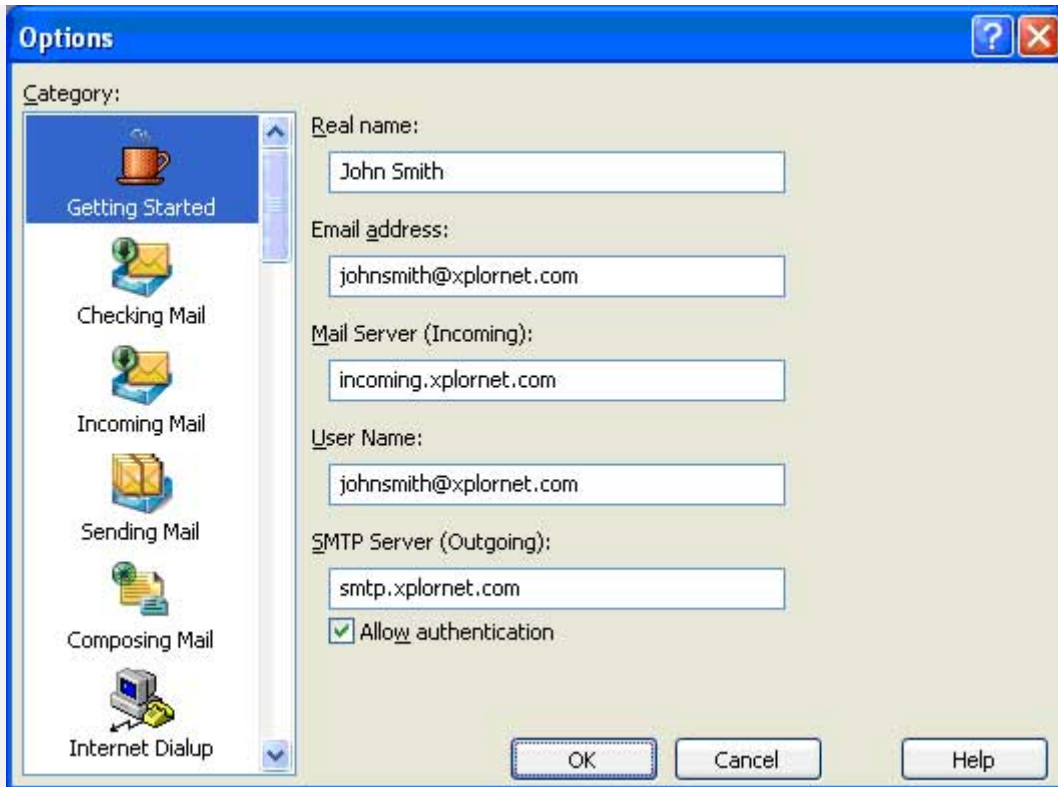 Options
Category:
Getting Started
Checking Mail
Incoming Mail
Sending Mail
Composing Mail
Internet Dialup
Real name:
John Smith
Email address:
johnsmith@xplornet.com
Mail Server (Incoming):
incoming.xplornet.com
User Name:
johnsmith@xplornet.com
SMTP Server (Outgoing):
smtp.xplornet.com
Allow authentication
OK
Cancel
Help